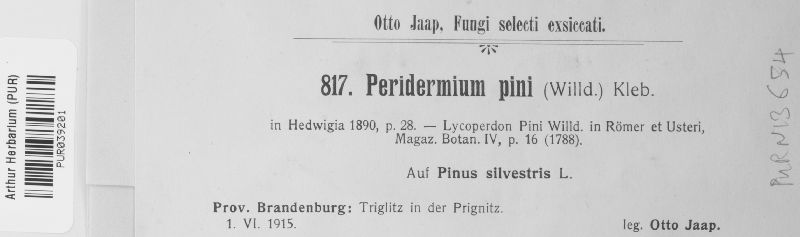 Otto Jaap, Fungi selecti exsiccati.
817. Peridermium pini (Willd.) Kleb.
in Hedwigia 1890, p. 28. — Lycoperdon Pini Willd. in Römer et Usteri,
Magaz. Botan. IV, p. 16 (1788).
Auf Pinus silvestris L.
Prov. Brandenburg: Triglitz in der Prignitz.
1. VI. 1915.
leg. Otto Jaap.
Arthur Herbarium (PUR)
PUR039201
PUR N13654